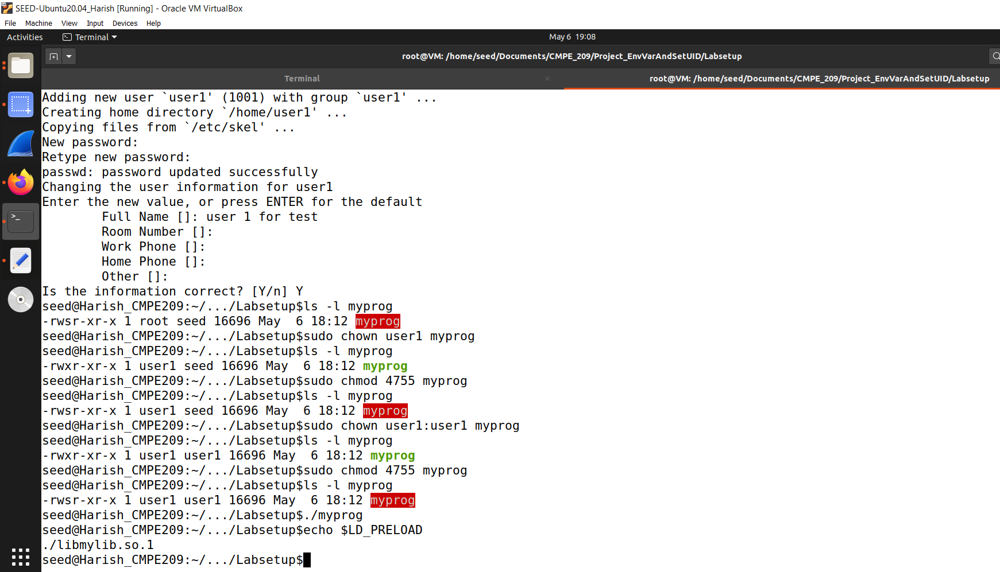 SEED-Ubuntu20.04_Harish [Running] - Oracle VM VirtualBox
File Machine View Input Devices Help
Activities Terminal May 6 19:08
root@VM: /home/seed/Documents/CMPE_209/Project_EnvVarAndSetUID/Labsetup
Terminal × root@VM: /home/seed/Documents/CMPE_209/Project_EnvVarAndSetUID/Labsetup
Adding new user `user1' (1001) with group `user1' ...
Creating home directory `/home/user1' ...
Copying files from `/etc/skel' ...
New password:
Retype new password:
passwd: password updated successfully
Changing the user information for user1
Enter the new value, or press ENTER for the default
        Full Name []: user 1 for test
        Room Number []:
        Work Phone []:
        Home Phone []:
        Other []:
Is the information correct? [Y/n] Y
seed@Harish_CMPE209:~/.../Labsetup$ls -l myprog
-rwsr-xr-x 1 root seed 16696 May  6 18:12 myprog
seed@Harish_CMPE209:~/.../Labsetup$sudo chown user1 myprog
seed@Harish_CMPE209:~/.../Labsetup$ls -l myprog
-rwxr-xr-x 1 user1 seed 16696 May  6 18:12 myprog
seed@Harish_CMPE209:~/.../Labsetup$sudo chmod 4755 myprog
seed@Harish_CMPE209:~/.../Labsetup$ls -l myprog
-rwsr-xr-x 1 user1 seed 16696 May  6 18:12 myprog
seed@Harish_CMPE209:~/.../Labsetup$sudo chown user1:user1 myprog
seed@Harish_CMPE209:~/.../Labsetup$ls -l myprog
-rwxr-xr-x 1 user1 user1 16696 May  6 18:12 myprog
seed@Harish_CMPE209:~/.../Labsetup$sudo chmod 4755 myprog
seed@Harish_CMPE209:~/.../Labsetup$ls -l myprog
-rwsr-xr-x 1 user1 user1 16696 May  6 18:12 myprog
seed@Harish_CMPE209:~/.../Labsetup$./myprog
seed@Harish_CMPE209:~/.../Labsetup$echo $LD_PRELOAD
./libmylib.so.1
seed@Harish_CMPE209:~/.../Labsetup$